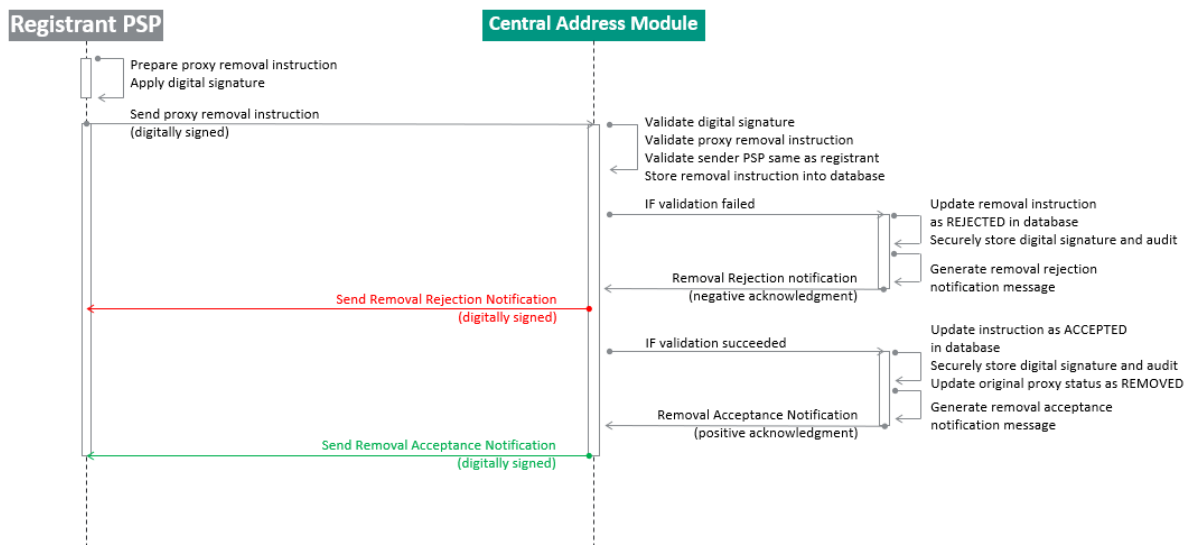 Registrant PSP
Central Address Module
Prepare proxy removal instruction
Apply digital signature
Send proxy removal instruction
(digitally signed)
Validate digital signature
Validate proxy removal instruction
Validate sender PSP same as registrant
Store removal instruction into database
IF validation failed
Update removal instruction
as REJECTED in database
Securely store digital signature and audit
Generate removal rejection
notification message
Removal Rejection notification
(negative acknowledgment)
Send Removal Rejection Notification
(digitally signed)
IF validation succeeded
Update instruction as ACCEPTED
in database
Securely store digital signature and audit
Update original proxy status as REMOVED
Generate removal acceptance
notification message
Removal Acceptance Notification
(positive acknowledgment)
Send Removal Acceptance Notification
(digitally signed)